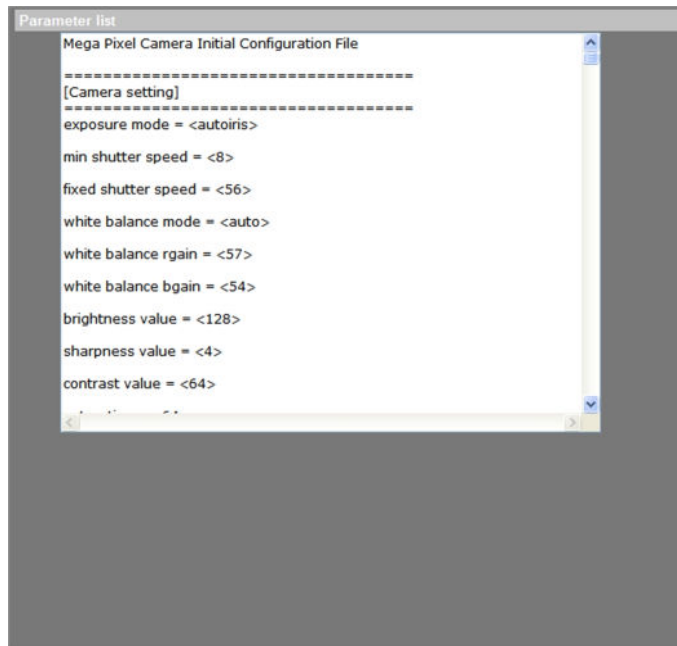 Parameter list
Mega Pixel Camera Initial Configuration File
=====================================
[Camera setting]
=====================================
exposure mode = <autoiris>
min shutter speed = <8>
fixed shutter speed = <56>
white balance mode = <auto>
white balance rgain = <57>
white balance bgain = <54>
brightness value = <128>
sharpness value = <4>
contrast value = <64>